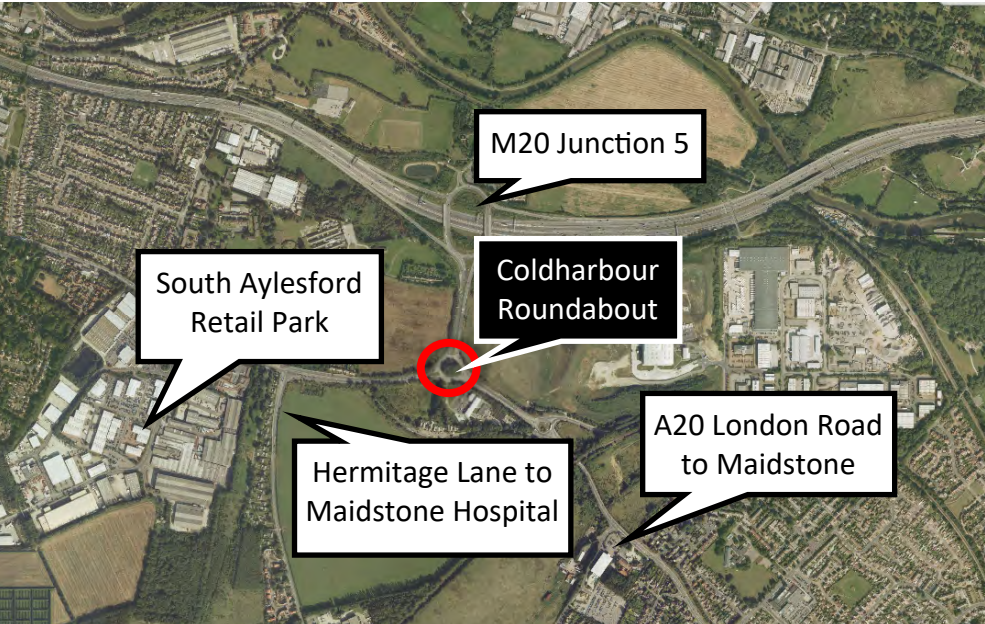 M20 Junction 5
Coldharbour
Roundabout
South Aylesford
Retail Park
A20 London Road
to Maidstone
Hermitage Lane to
Maidstone Hospital